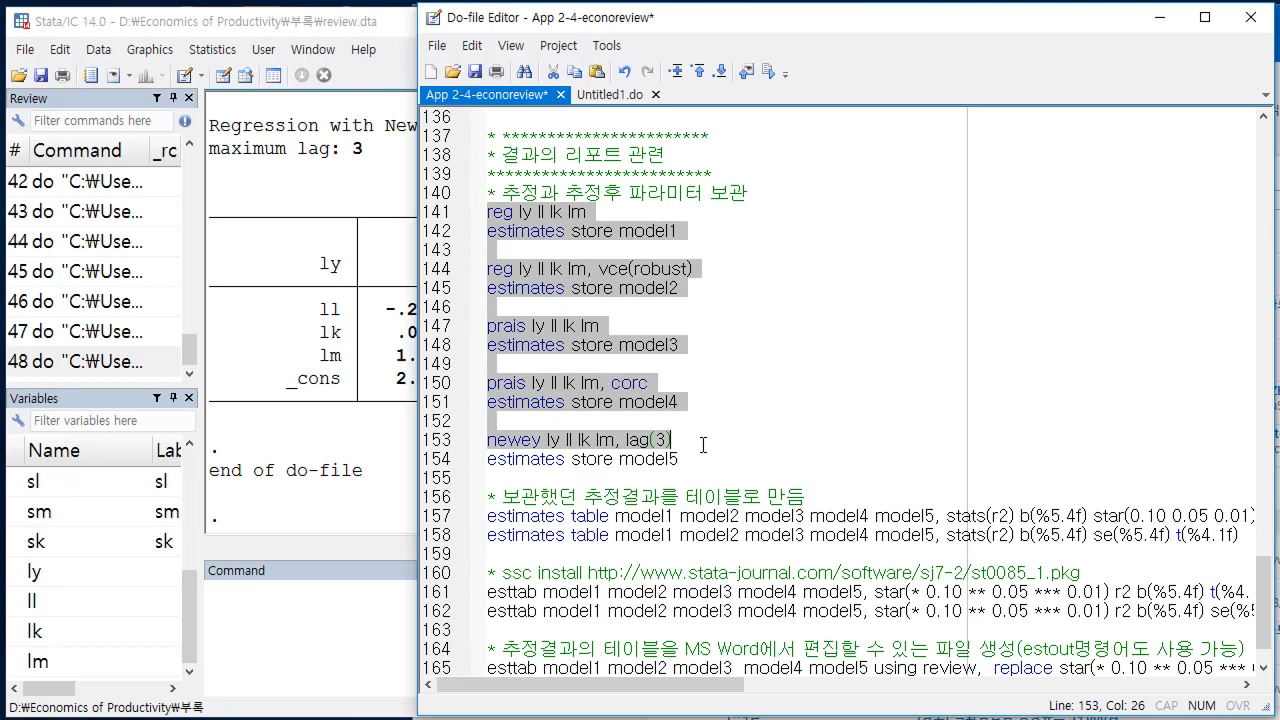 Stata/IC 14.0 - D:₩Economics of Productivity₩부록₩review.dta
File Edit Data Graphics Statistics User Window Help
Review
Filter commands here
# Command _rc
42 do "C:₩Use...
43 do "C:₩Use...
44 do "C:₩Use...
45 do "C:₩Use...
46 do "C:₩Use...
47 do "C:₩Use...
48 do "C:₩Use...
Variables
Filter variables here
Name Lab
sl sl
sm sm
sk sk
ly
ll
lk
lm
D:₩Economics of Productivity₩부록
Regression with New
maximum lag: 3
ly
ll -.2
lk .0
lm 1.
_cons 2.
.
end of do-file
.
Command
Do-file Editor - App 2-4-econoreview*
File Edit View Project Tools
App 2-4-econoreview* Untitled1.do
136
137 * ***********************
138 * 결과의 리포트 관련
139 *************************
140 * 추정과 추정후 파라미터 보관
141 reg ly ll lk lm
142 estimates store model1
143
144 reg ly ll lk lm, vce(robust)
145 estimates store model2
146
147 prais ly ll lk lm
148 estimates store model3
149
150 prais ly ll lk lm, corc
151 estimates store model4
152
153 newey ly ll lk lm, lag(3)
154 estimates store model5
155
156 * 보관했던 추정결과를 테이블로 만듬
157 estimates table model1 model2 model3 model4 model5, stats(r2) b(%5.4f) star(0.10 0.05 0.01)
158 estimates table model1 model2 model3 model4 model5, stats(r2) b(%5.4f) se(%5.4f) t(%4.1f)
159
160 * ssc install http://www.stata-journal.com/software/sj7-2/st0085_1.pkg
161 esttab model1 model2 model3 model4 model5, star(* 0.10 ** 0.05 *** 0.01) r2 b(%5.4f) t(%4.
162 esttab model1 model2 model3 model4 model5, star(* 0.10 ** 0.05 *** 0.01) r2 b(%5.4f) se(%5
163
164 * 추정결과의 테이블을 MS Word에서 편집할 수 있는 파일 생성(estout명령어도 사용 가능)
165 esttab model1 model2 model3 model4 model5 using review, replace star(* 0.10 ** 0.05 ***
Line: 153, Col: 26 CAP NUM OVR